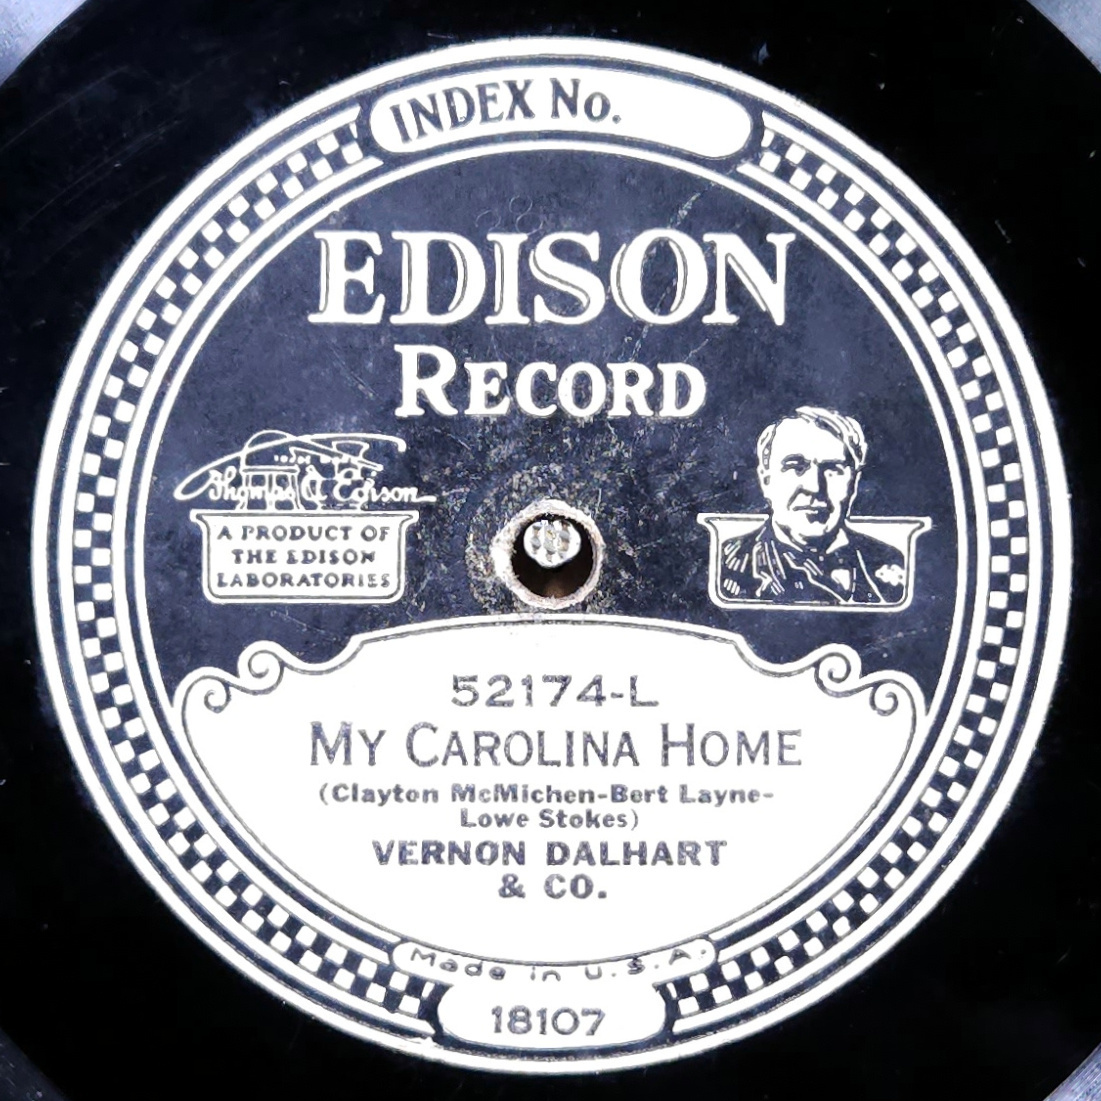 INDEX No.
EDISON
RECORD
Thomas A Edison
A PRODUCT OF
THE EDISON
LABORATORIES
52174-L
MY CAROLINA HOME
(Clayton McMichen-Bert Layne-
Lowe Stokes)
VERNON DALHART
& CO.
Made in U.S.A.
18107